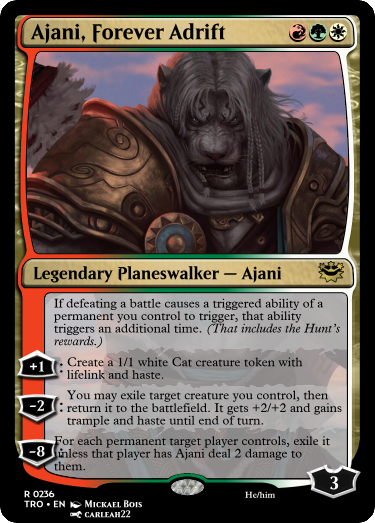 Ajani, Forever Adrift
Legendary Planeswalker — Ajani
If defeating a battle causes a triggered ability of a
permanent you control to trigger, that ability
triggers an additional time. (That includes the Hunt's
rewards.)
+1: Create a 1/1 white Cat creature token with
lifelink and haste.
You may exile target creature you control, then
-2: return it to the battlefield. It gets +2/+2 and gains
trample and haste until end of turn.
For each permanent target player controls, exile it
-8: unless that player has Ajani deal 2 damage to
them.
3
He/him
R 0236
TRO • EN Mickael Bois
carleah22